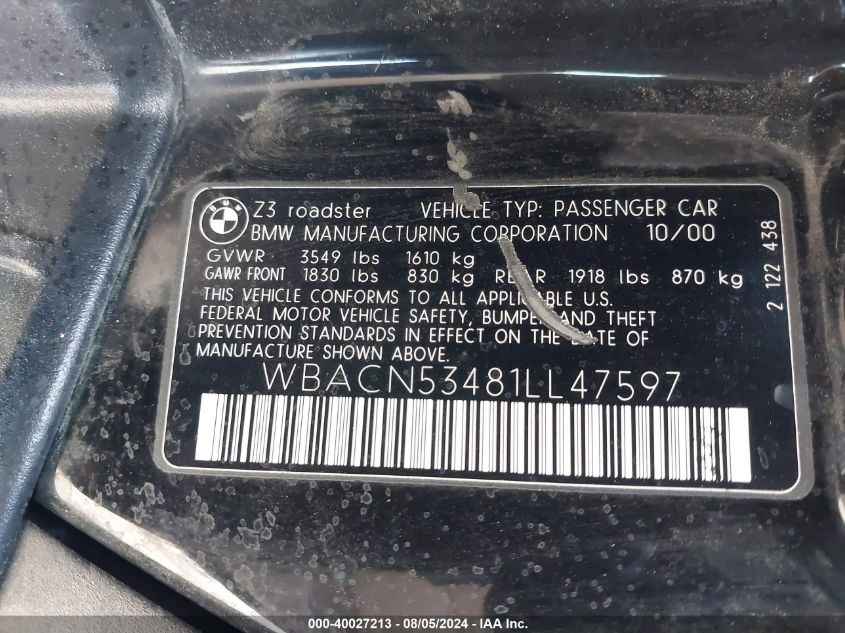 BMW
Z3 roadster VEHICLE TYP: PASSENGER CAR
BMW MANUFACTURING CORPORATION 10/00
GVWR 3549 lbs 1610 kg
GAWR FRONT 1830 lbs 830 kg REAR 1918 lbs 870 kg
THIS VEHICLE CONFORMS TO ALL APPLICABLE U.S.
FEDERAL MOTOR VEHICLE SAFETY, BUMPER AND THEFT
PREVENTION STANDARDS IN EFFECT ON THE DATE OF
MANUFACTURE SHOWN ABOVE.
WBACN53481LL47597
2 122 438
000-40027213 - 08/05/2024 - IAA Inc.